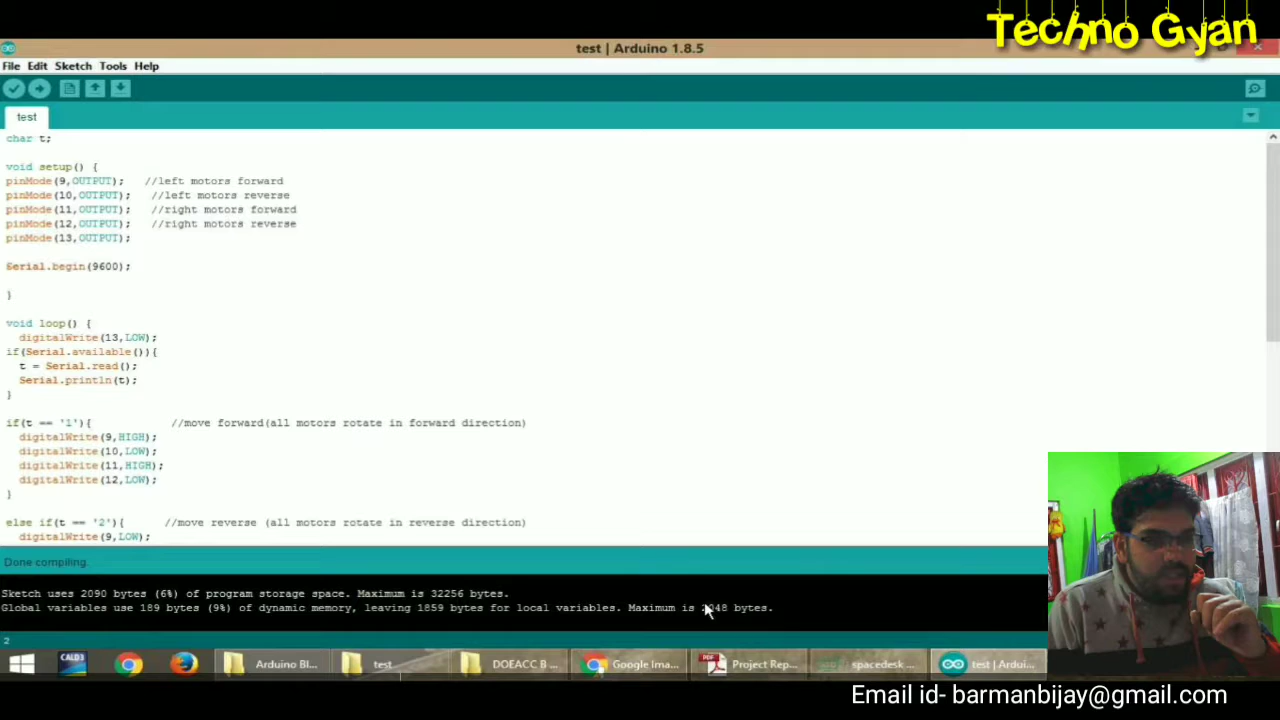 Techno Gyan
test | Arduino 1.8.5
File Edit Sketch Tools Help
test
char t;
void setup() {
pinMode(9,OUTPUT);   //left motors forward
pinMode(10,OUTPUT);   //left motors reverse
pinMode(11,OUTPUT);   //right motors forward
pinMode(12,OUTPUT);   //right motors reverse
pinMode(13,OUTPUT);
Serial.begin(9600);
}
void loop() {
digitalWrite(13,LOW);
if(Serial.available()){
t = Serial.read();
Serial.println(t);
}
if(t == '1'){            //move forward(all motors rotate in forward direction)
digitalWrite(9,HIGH);
digitalWrite(10,LOW);
digitalWrite(11,HIGH);
digitalWrite(12,LOW);
}
else if(t == '2'){      //move reverse (all motors rotate in reverse direction)
digitalWrite(9,LOW);
Done compiling.
Sketch uses 2090 bytes (6%) of program storage space. Maximum is 32256 bytes.
Global variables use 189 bytes (9%) of dynamic memory, leaving 1859 bytes for local variables. Maximum is 2048 bytes.
2
CALD3 Arduino Bl... test DOEACC B ... Google Ima... PDF Project Rep... spacedesk ... test | Ardui...
Email id- barmanbijay@gmail.com